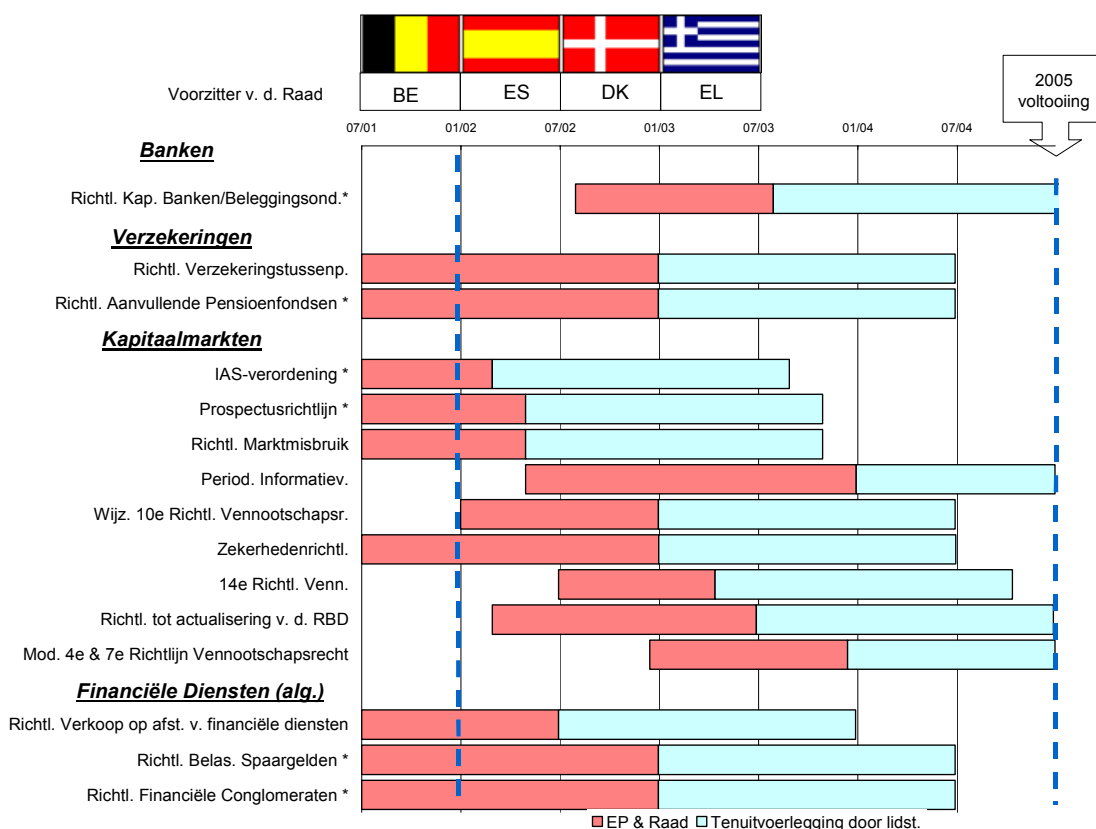 2005
voltooiing
Voorzitter v. d. Raad BE ES DK EL
07/01 01/02 07/02 01/03 07/03 01/04 07/04
Banken
Richtl. Kap. Banken/Beleggingsond.*
Verzekeringen
Richtl. Verzekeringstussenp.
Richtl. Aanvullende Pensioenfondsen *
Kapitaalmarkten
IAS-verordening *
Prospectusrichtlijn *
Richtl. Marktmisbruik
Period. Informatiev.
Wijz. 10e Richtl. Vennootschapsr.
Zekerhedenrichtl.
14e Richtl. Venn.
Richtl. tot actualisering v. d. RBD
Mod. 4e & 7e Richtlijn Vennootschapsrecht
Financiële Diensten (alg.)
Richtl. Verkoop op afst. v. financiële diensten
Richtl. Belas. Spaargelden *
Richtl. Financiële Conglomeraten *
EP & Raad Tenuitvoerlegging door lidst.